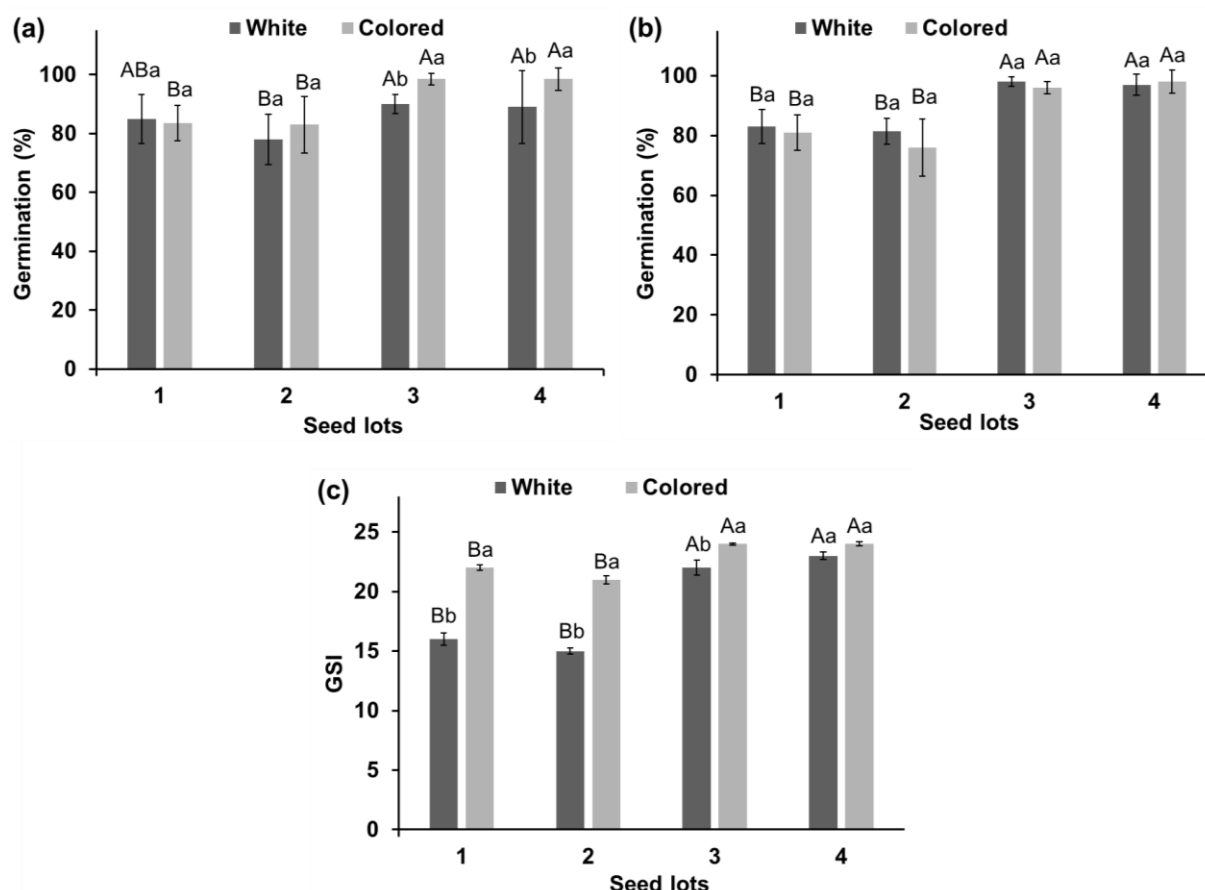 (a)
White Colored
Germination (%)
100
80
60
40
20
0
ABa Ba Ba Ba Ab Aa Ab Aa
1 2 3 4
Seed lots
(b)
White Colored
Germination (%)
100
80
60
40
20
0
Ba Ba Ba Ba Aa Aa Aa Aa
1 2 3 4
Seed lots
(c)
White Colored
GSI
25
20
15
10
5
0
Bb Ba Bb Ba Ab Aa Aa Aa
1 2 3 4
Seed lots